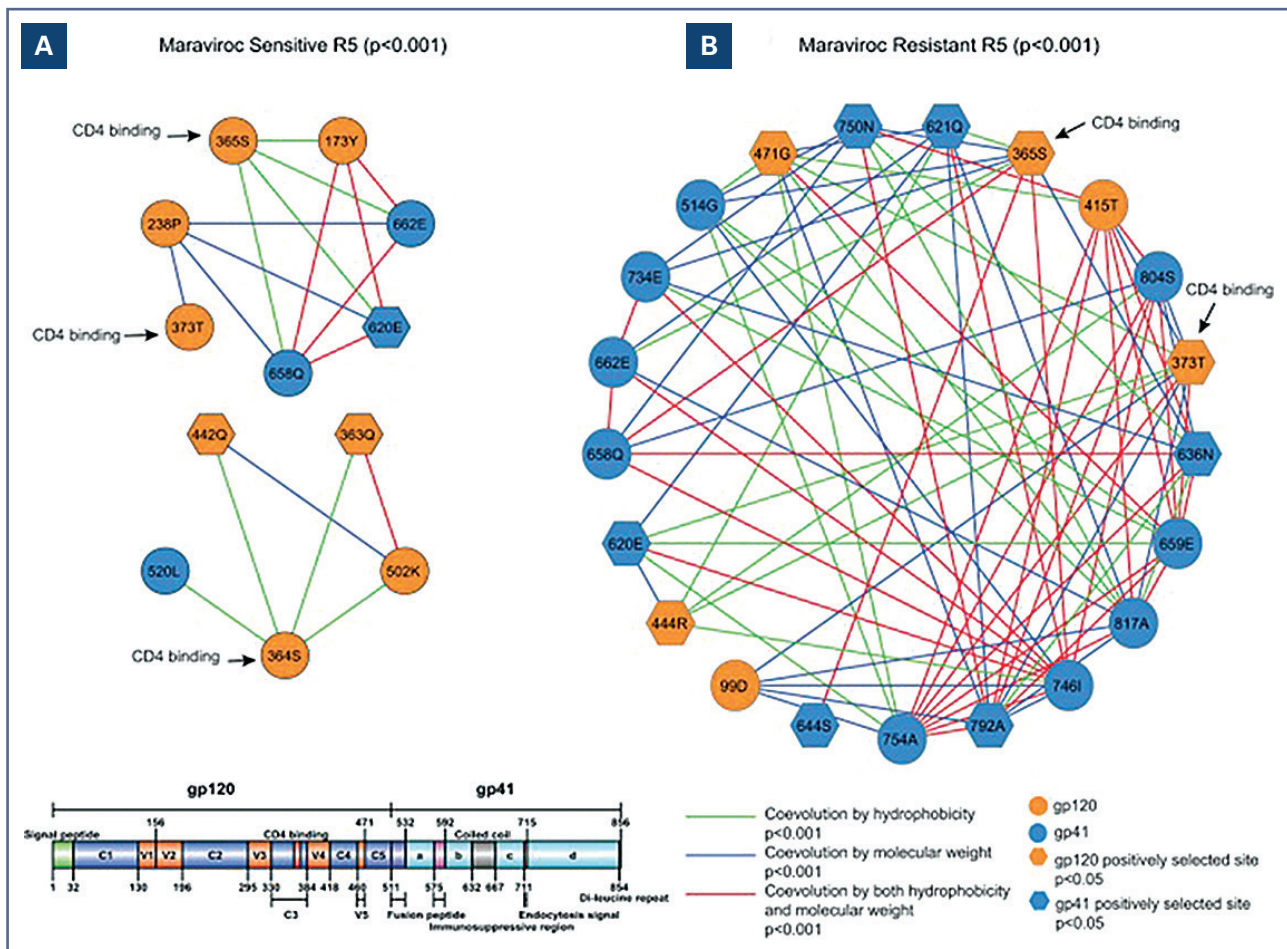 A
Maraviroc Sensitive R5 (p<0.001)
CD4 binding
365S
173Y
238P
662E
CD4 binding
373T
620E
658Q
442Q
363Q
520L
502K
CD4 binding
364S
B
Maraviroc Resistant R5 (p<0.001)
750N
621Q
CD4 binding
471G
365S
514G
415T
734E
804S
CD4 binding
662E
373T
658Q
636N
620E
659E
444R
817A
99D
746I
644S
792A
754A
gp120
gp41
156
471
532
592
715
856
Signal peptide
CD4 binding
Coiled coil
C1
V1
V2
C2
V3
V4
C4
C5
a
b
c
d
1
32
130
196
295
330
384
418
460
511
575
632
667
711
854
Di-leucine repeat
C3
V5
Fusion peptide
Endocytosis signal
Immunosuppressive region
Coevolution by hydrophobicity
p<0.001
Coevolution by molecular weight
p<0.001
Coevolution by both hydrophobicity
and molecular weight
p<0.001
gp120
gp41
gp120 positively selected site
p<0.05
gp41 positively selected site
p<0.05